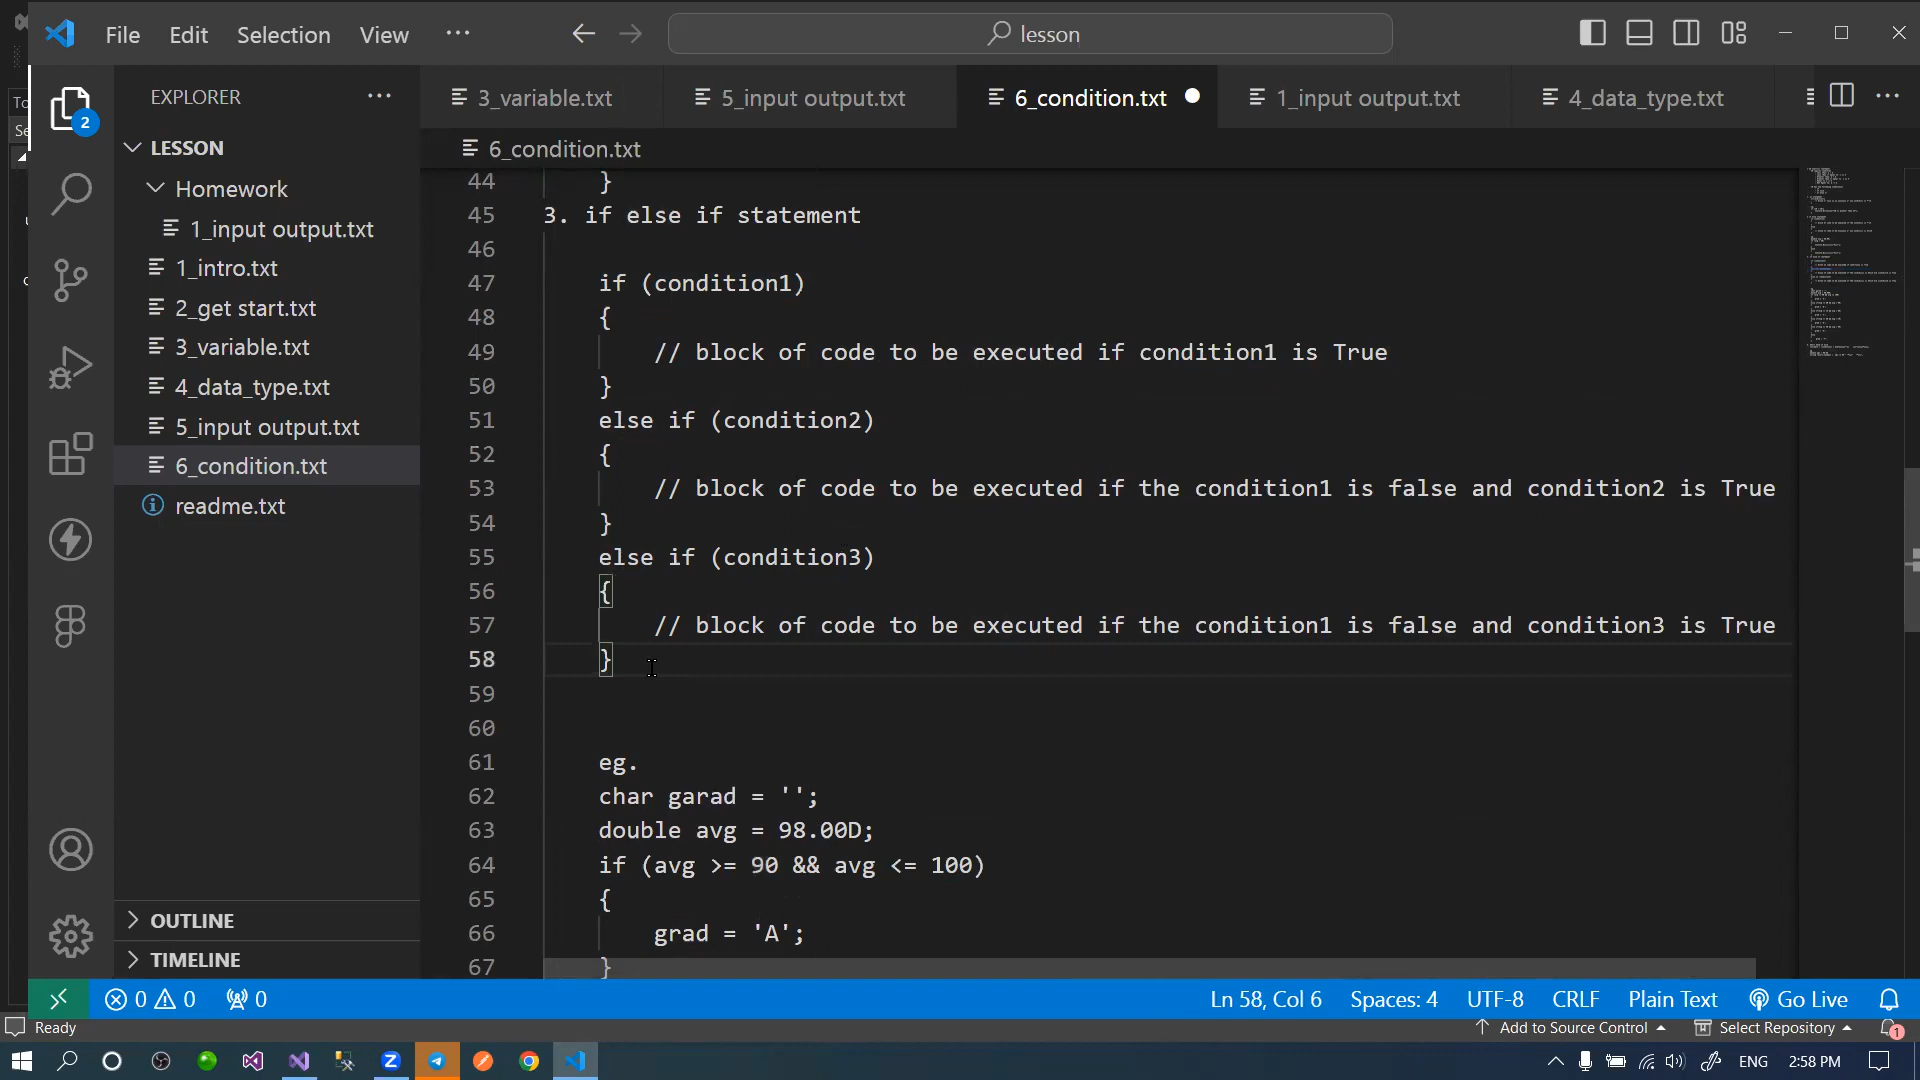 File Edit Selection View ··· lesson
EXPLORER ···
3_variable.txt 5_input output.txt 6_condition.txt 1_input output.txt 4_data_type.txt ···
2
LESSON
Homework
1_input output.txt
1_intro.txt
2_get start.txt
3_variable.txt
4_data_type.txt
5_input output.txt
6_condition.txt
readme.txt
OUTLINE
TIMELINE
6_condition.txt
44 }
45 3. if else if statement
46
47 if (condition1)
48 {
49 // block of code to be executed if condition1 is True
50 }
51 else if (condition2)
52 {
53 // block of code to be executed if the condition1 is false and condition2 is True
54 }
55 else if (condition3)
56 {
57 // block of code to be executed if the condition1 is false and condition3 is True
58 }
59
60
61 eg.
62 char garad = '';
63 double avg = 98.00D;
64 if (avg >= 90 && avg <= 100)
65 {
66 grad = 'A';
67 }
0 0 0 Ln 58, Col 6 Spaces: 4 UTF-8 CRLF Plain Text Go Live
Ready Add to Source Control Select Repository 1
ENG 2:58 PM